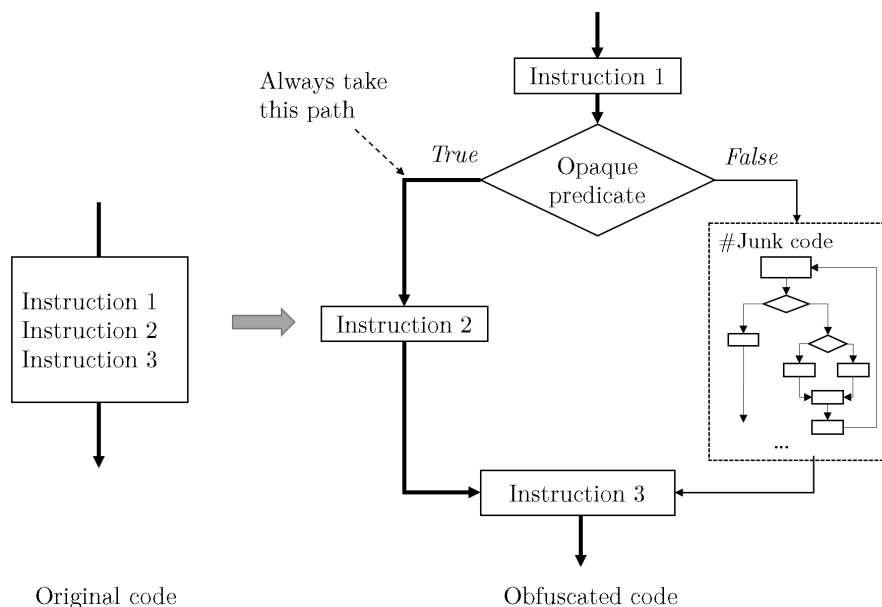 Instruction 1
Always take
this path
True
False
Opaque
predicate
#Junk code
Instruction 1
Instruction 2
Instruction 3
Instruction 2
...
Instruction 3
Original code
Obfuscated code